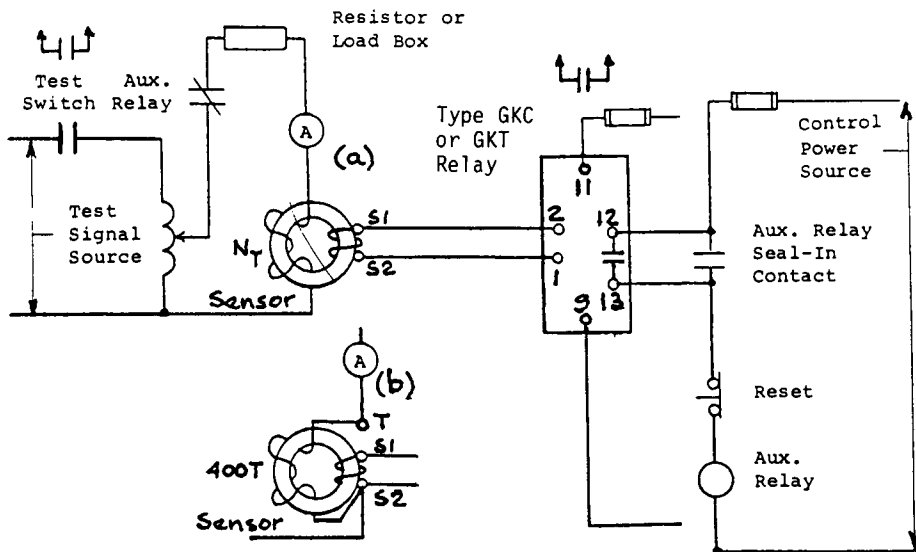 Resistor or
Load Box
Test
Switch
Aux.
Relay
A
(a)
Type GKC
or GKT
Relay
Control
Power
Source
11
Test
Signal
Source
N_T
S1
S2
Sensor
2
1
12
13
9
Aux. Relay
Seal-In
Contact
A
(b)
T
400T
S1
S2
Sensor
Reset
Aux.
Relay